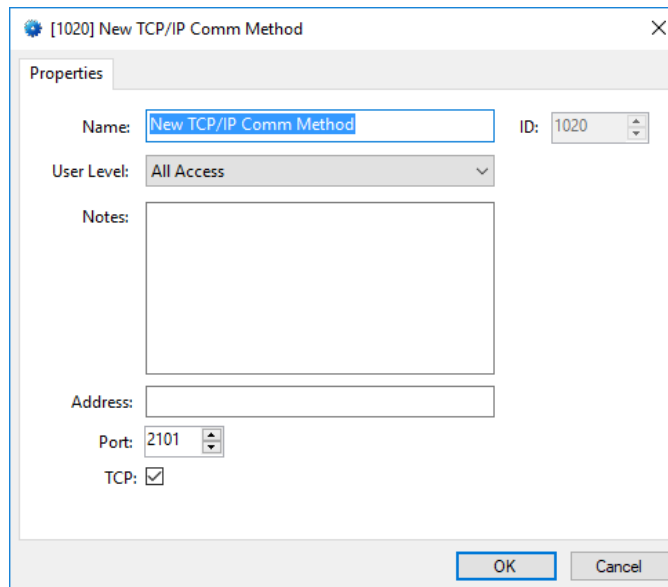 [1020] New TCP/IP Comm Method
Properties
Name: New TCP/IP Comm Method ID: 1020
User Level: All Access
Notes:
Address:
Port: 2101
TCP:
OK Cancel